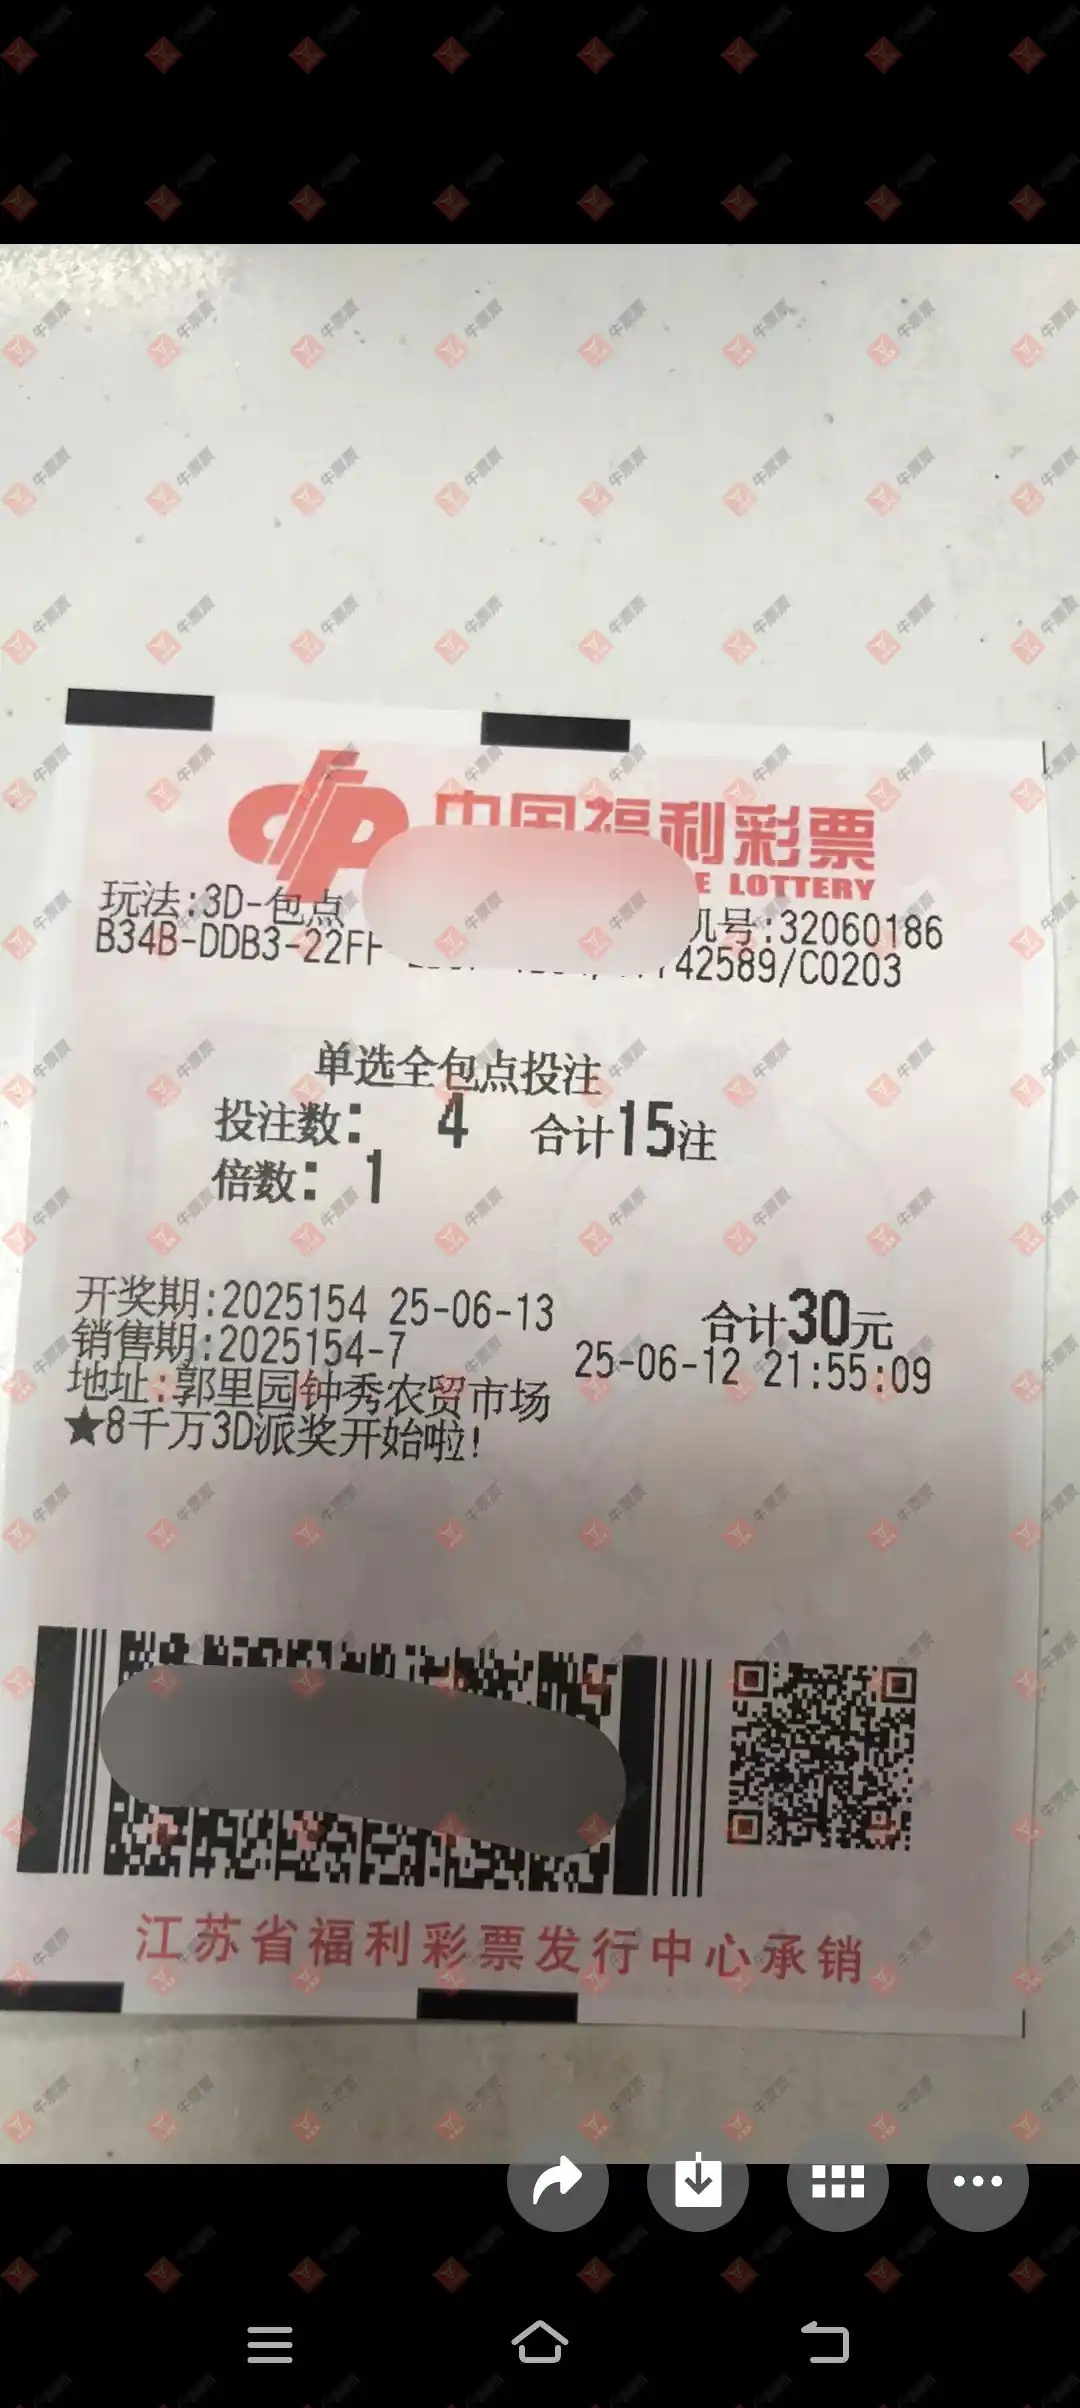 中国福利彩票
E LOTTERY
玩法:3D-包点
机号:32060186
B34B-DDB3-22F
42589/C0203
单选全包点投注
投注数: 4 合计15注
倍数: 1
开奖期:2025154 25-06-13 合计30元
销售期:2025154-7 25-06-12 21:55:09
地址:郭里园钟秀农贸市场
★8千万3D派奖开始啦!
江苏省福利彩票发行中心承销
牛票票